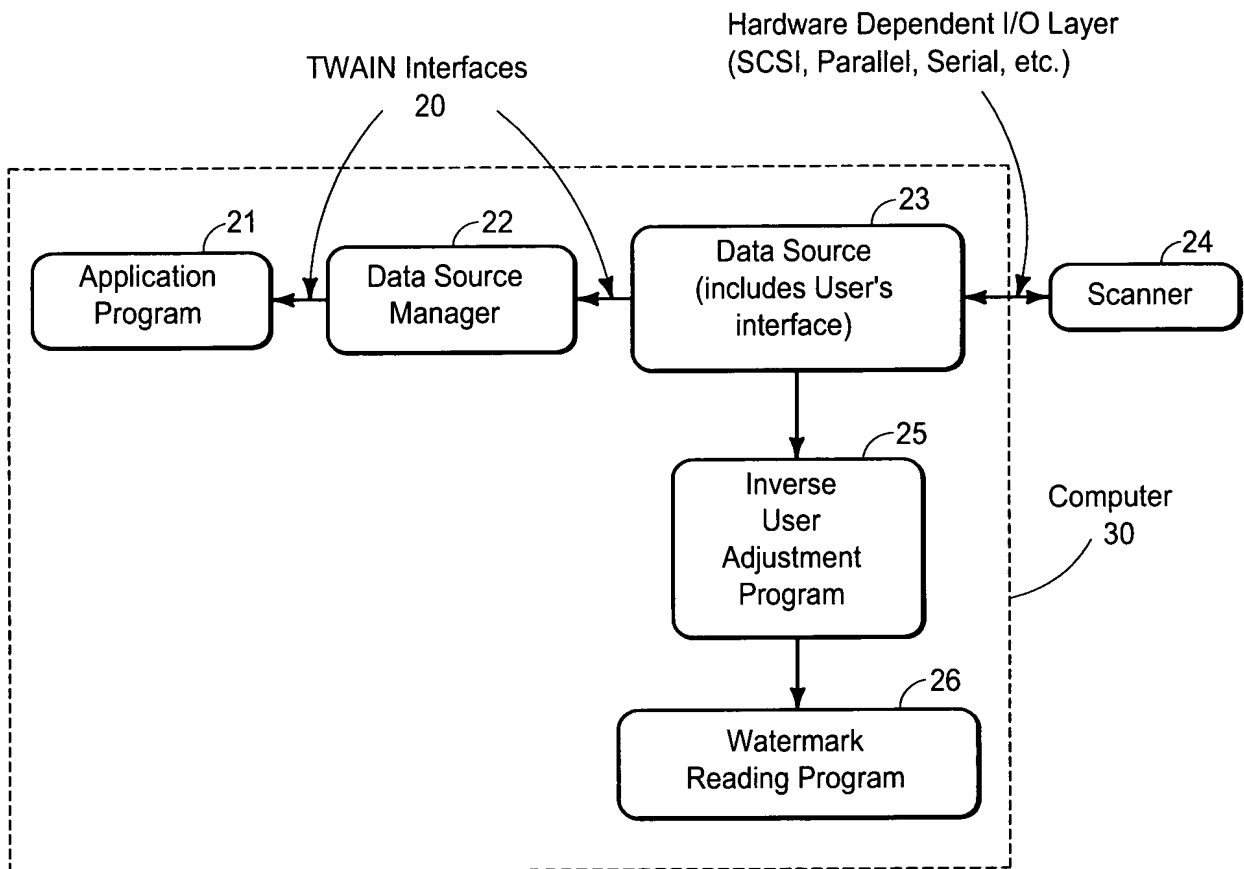 Hardware Dependent I/O Layer
(SCSI, Parallel, Serial, etc.)
TWAIN Interfaces
20
21
Application
Program
22
Data Source
Manager
23
Data Source
(includes User's
interface)
24
Scanner
25
Inverse
User
Adjustment
Program
Computer
30
26
Watermark
Reading Program